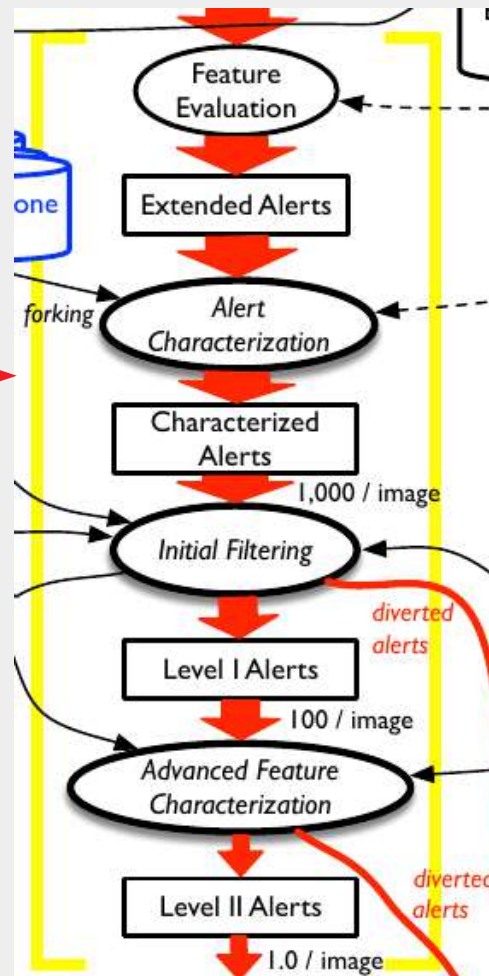 Feature
Evaluation
one
Extended Alerts
forking
Alert
Characterization
Characterized
Alerts
1,000 / image
Initial Filtering
diverted
alerts
Level I Alerts
100 / image
Advanced Feature
Characterization
diverted
alerts
Level II Alerts
1.0 / image